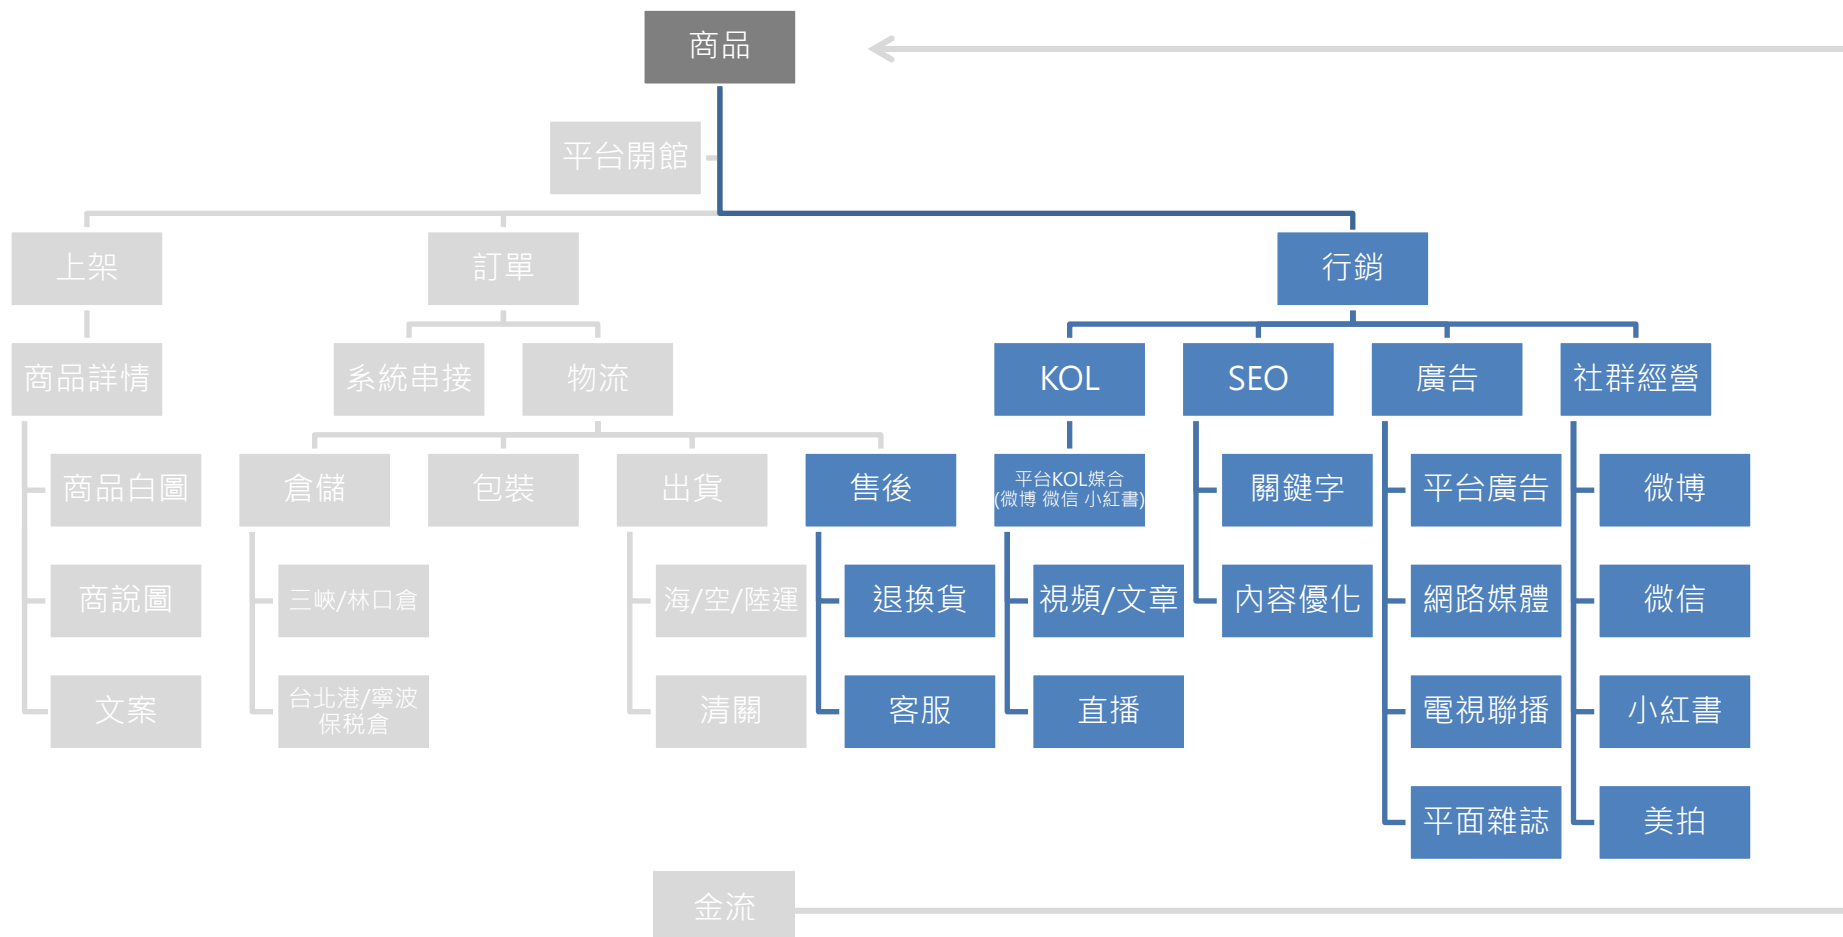 商品
平台開館
上架
訂單
行銷
商品詳情
系統串接
物流
KOL
SEO
廣告
社群經營
商品白圖
倉儲
包裝
出貨
售後
平台KOL媒合
(微博 微信 小紅書)
關鍵字
平台廣告
微博
商說圖
三峽/林口倉
海/空/陸運
退換貨
視頻/文章
內容優化
網路媒體
微信
文案
台北港/寧波
保稅倉
清關
客服
直播
電視聯播
小紅書
平面雜誌
美拍
金流